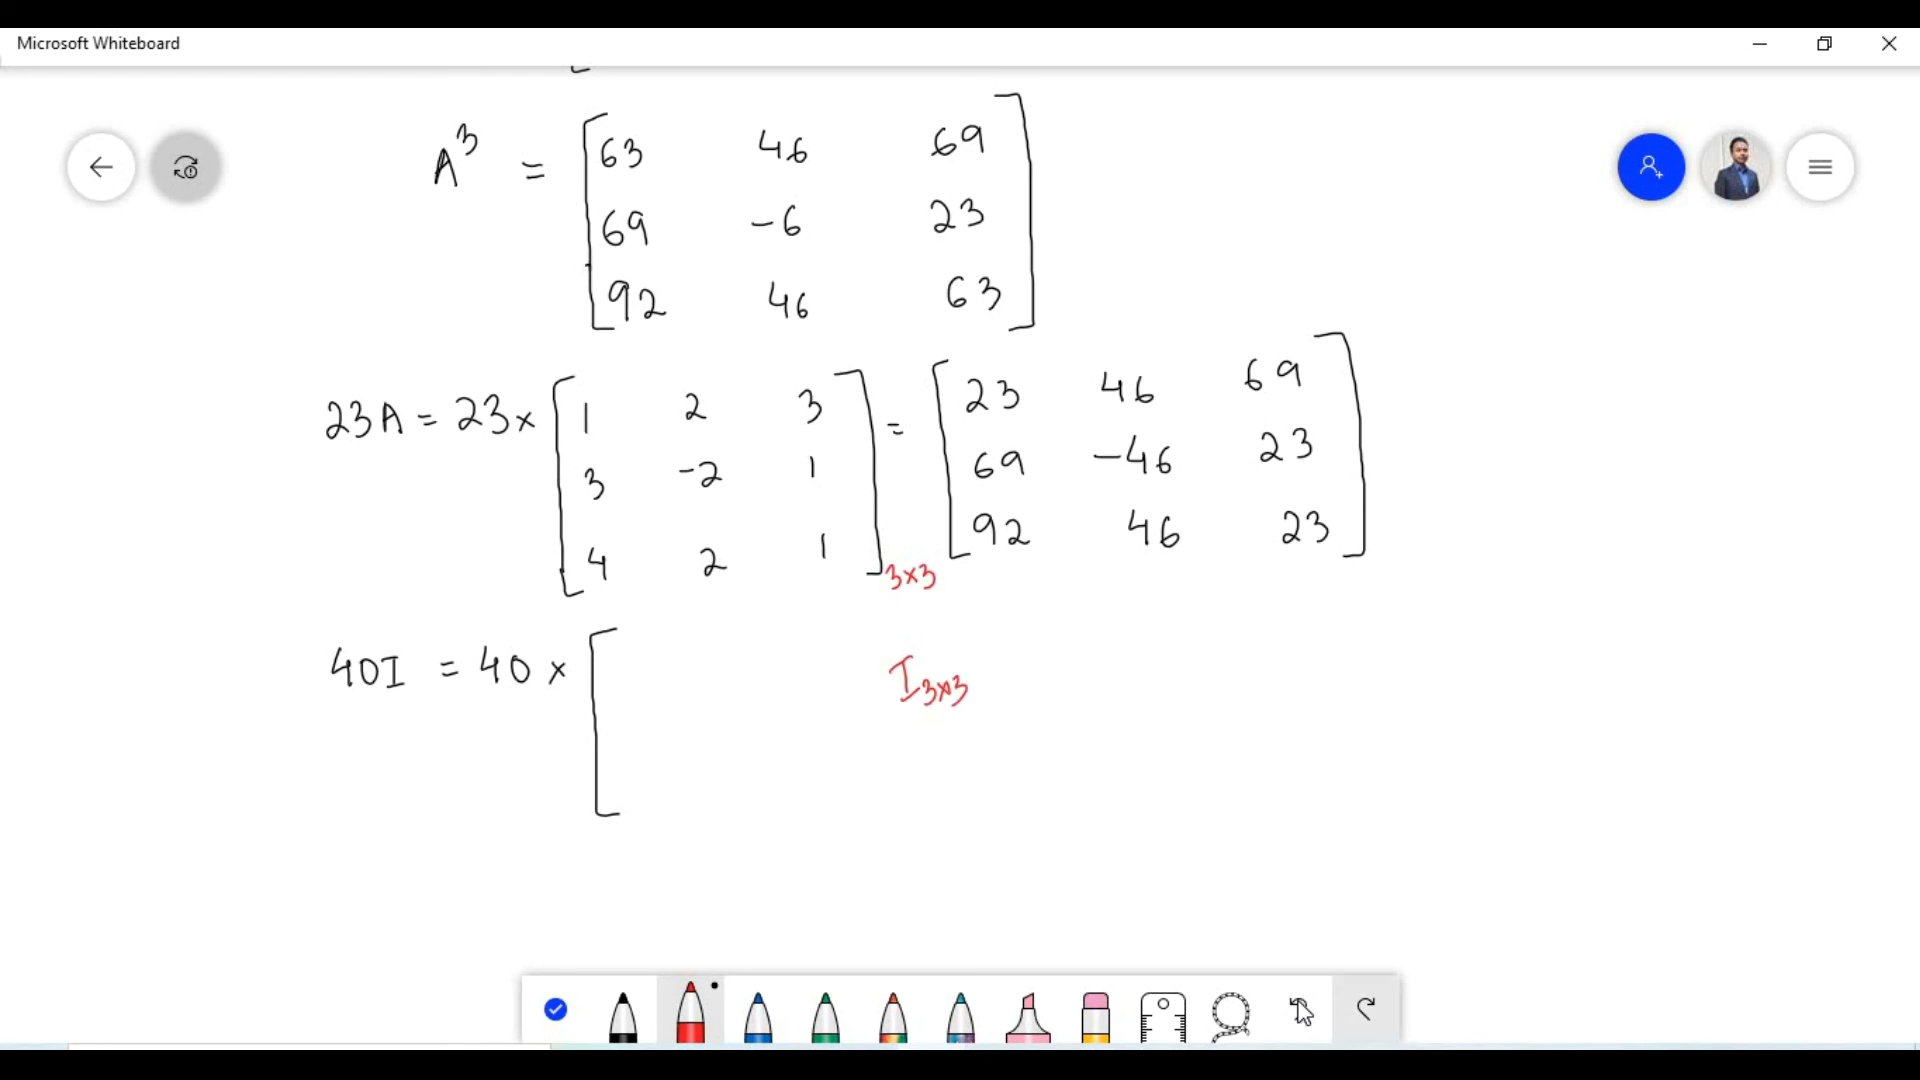 Microsoft Whiteboard
A³ = [63 46 69
69 -6 23
92 46 63]
23A = 23× [1 2 3
3 -2 1
4 2 1]3×3 = [23 46 69
69 -46 23
92 46 23]
40I = 40 × [
I3×3